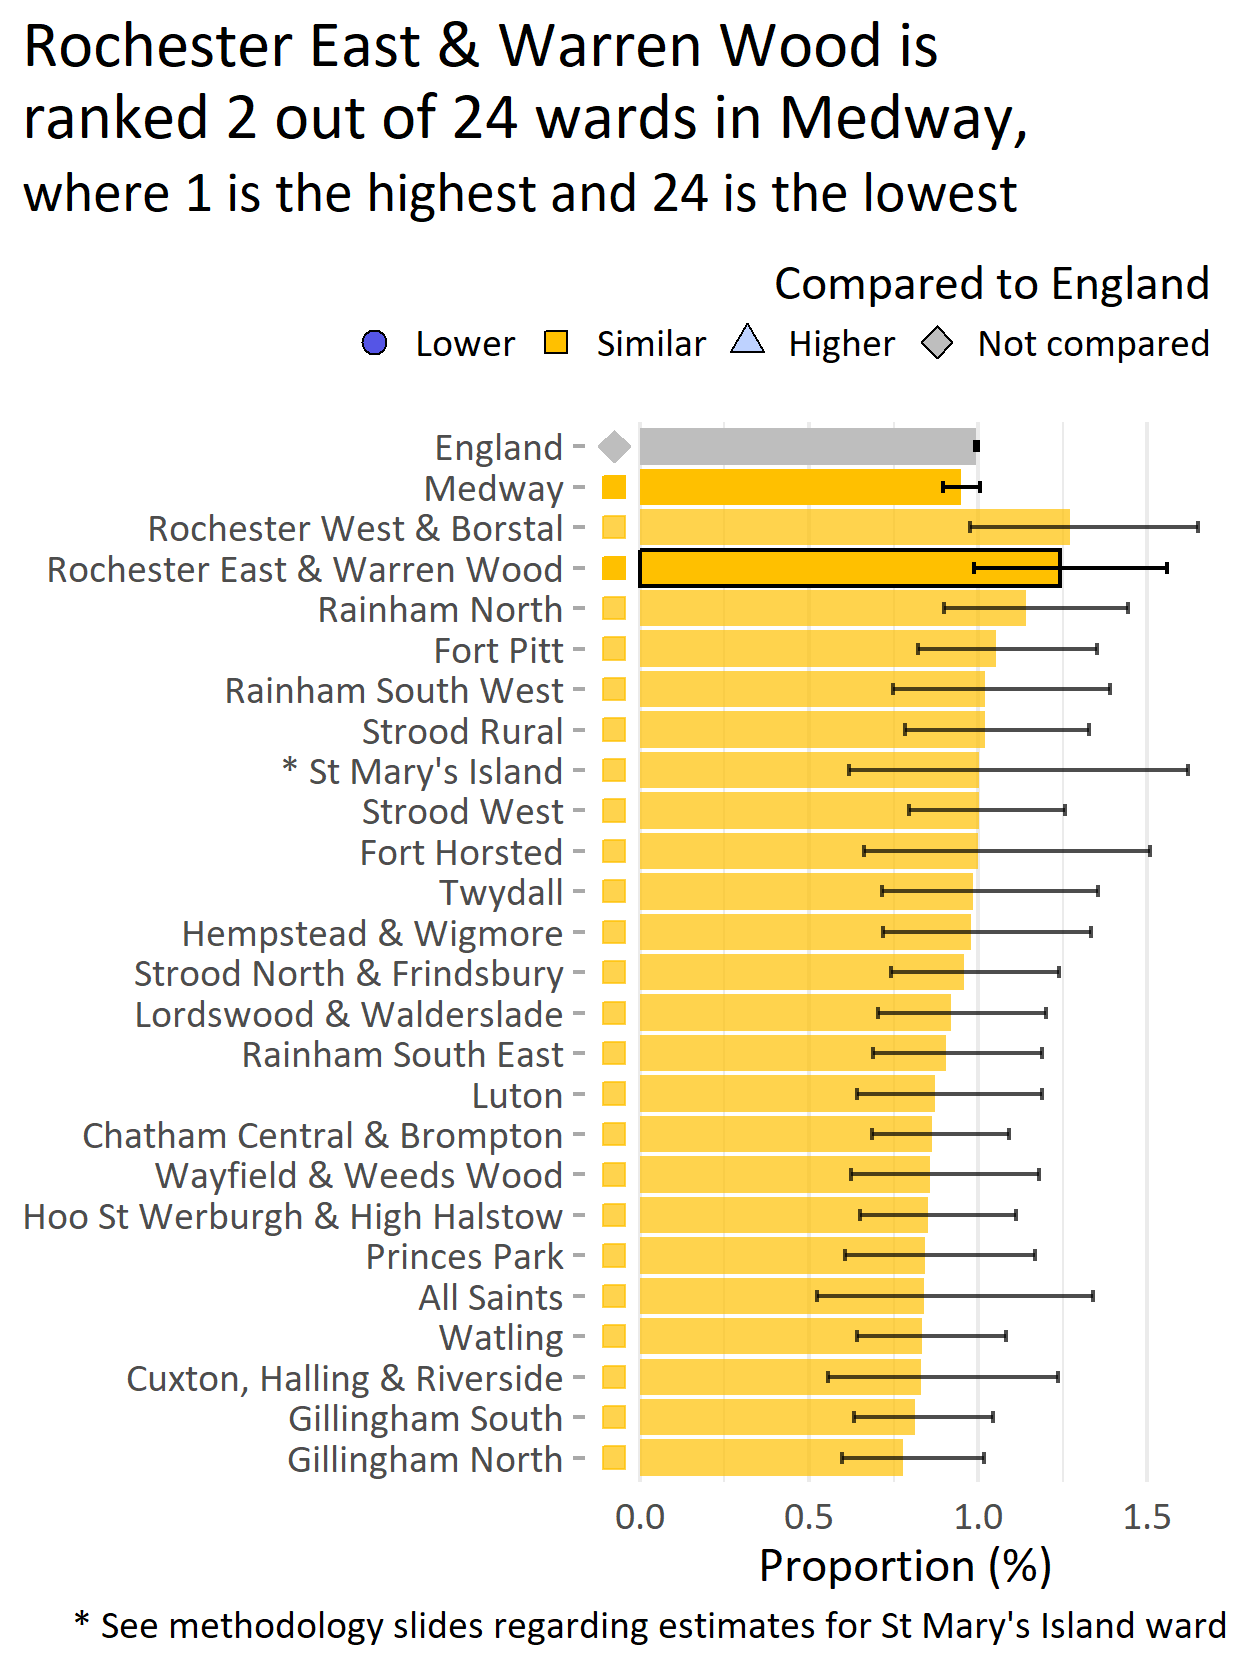 Rochester East & Warren Wood is
ranked 2 out of 24 wards in Medway,
where 1 is the highest and 24 is the lowest
Compared to England
Lower Similar Higher Not compared
England
Medway
Rochester West & Borstal
Rochester East & Warren Wood
Rainham North
Fort Pitt
Rainham South West
Strood Rural
* St Mary's Island
Strood West
Fort Horsted
Twydall
Hempstead & Wigmore
Strood North & Frindsbury
Lordswood & Walderslade
Rainham South East
Luton
Chatham Central & Brompton
Wayfield & Weeds Wood
Hoo St Werburgh & High Halstow
Princes Park
All Saints
Watling
Cuxton, Halling & Riverside
Gillingham South
Gillingham North
0.0 0.5 1.0 1.5
Proportion (%)
* See methodology slides regarding estimates for St Mary's Island ward